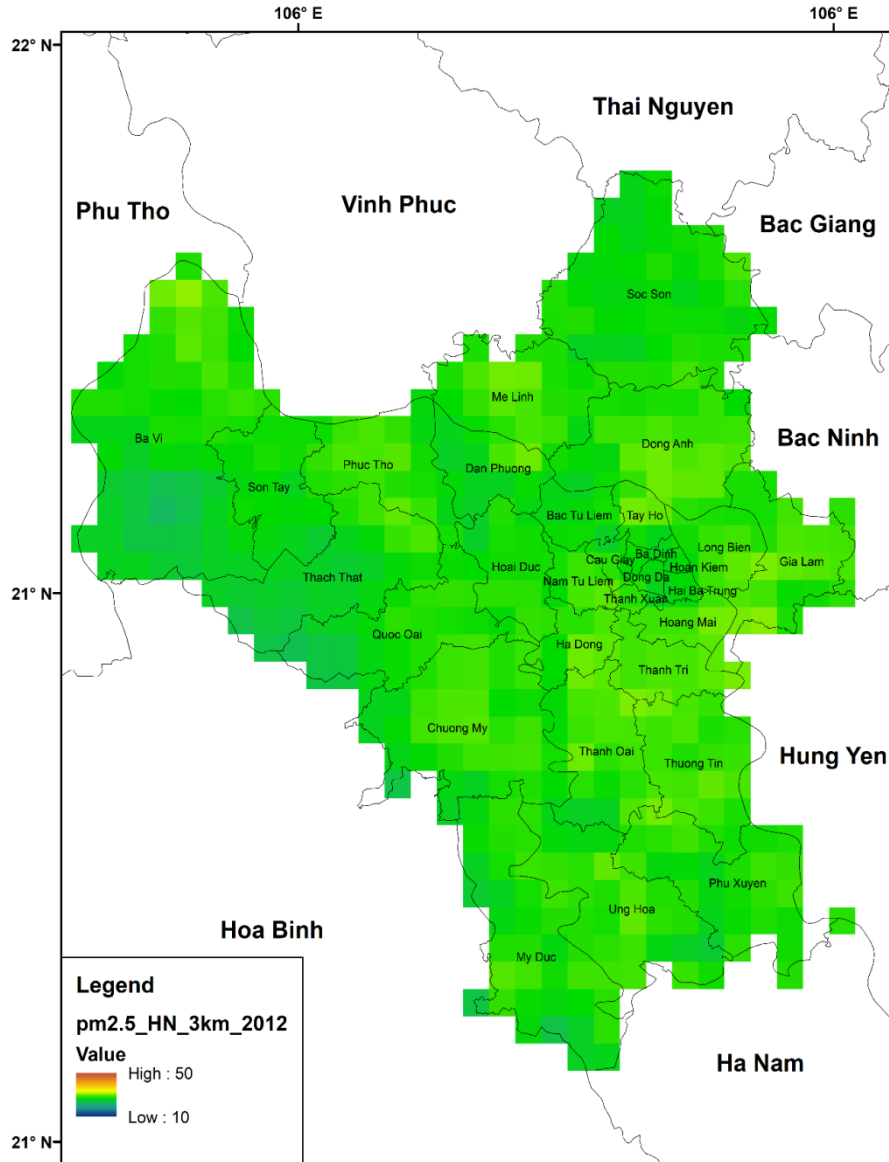 106° E
106° E
22° N
Thai Nguyen
Phu Tho
Vinh Phuc
Bac Giang
Soc Son
Me Linh
Ba Vi
Dong Anh
Bac Ninh
Phuc Tho
Dan Phuong
Son Tay
Bac Tu Liem
Tay Ho
Long Bien
Ba Dinh
Cau Giay
Gia Lam
Hoai Duc
Hoan Kiem
Thach That
Nam Tu Liem
Dong Da
21° N
Hai Ba Trung
Thanh Xuan
Hoang Mai
Quoc Oai
Ha Dong
Thanh Tri
Chuong My
Thanh Oai
Thuong Tin
Hung Yen
Phu Xuyen
Ung Hoa
Hoa Binh
My Duc
Legend
pm2.5_HN_3km_2012
Value
High : 50
Low : 10
Ha Nam
21° N